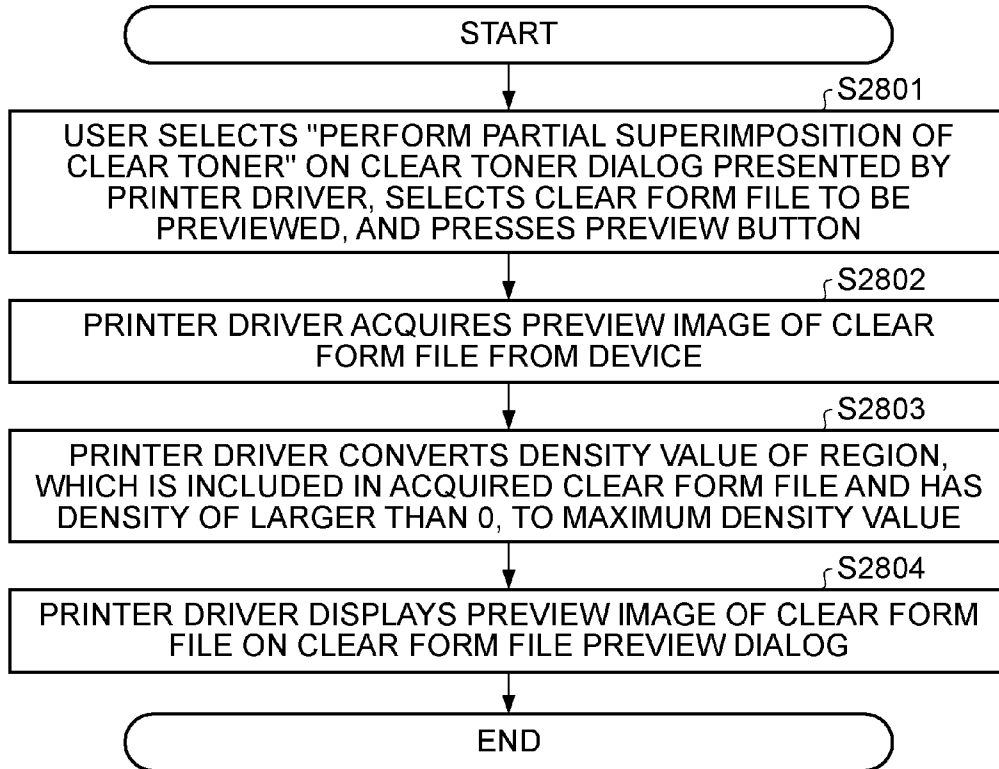 START
S2801
USER SELECTS "PERFORM PARTIAL SUPERIMPOSITION OF
CLEAR TONER" ON CLEAR TONER DIALOG PRESENTED BY
PRINTER DRIVER, SELECTS CLEAR FORM FILE TO BE
PREVIEWED, AND PRESSES PREVIEW BUTTON
S2802
PRINTER DRIVER ACQUIRES PREVIEW IMAGE OF CLEAR
FORM FILE FROM DEVICE
S2803
PRINTER DRIVER CONVERTS DENSITY VALUE OF REGION,
WHICH IS INCLUDED IN ACQUIRED CLEAR FORM FILE AND HAS
DENSITY OF LARGER THAN 0, TO MAXIMUM DENSITY VALUE
S2804
PRINTER DRIVER DISPLAYS PREVIEW IMAGE OF CLEAR FORM
FILE ON CLEAR FORM FILE PREVIEW DIALOG
END